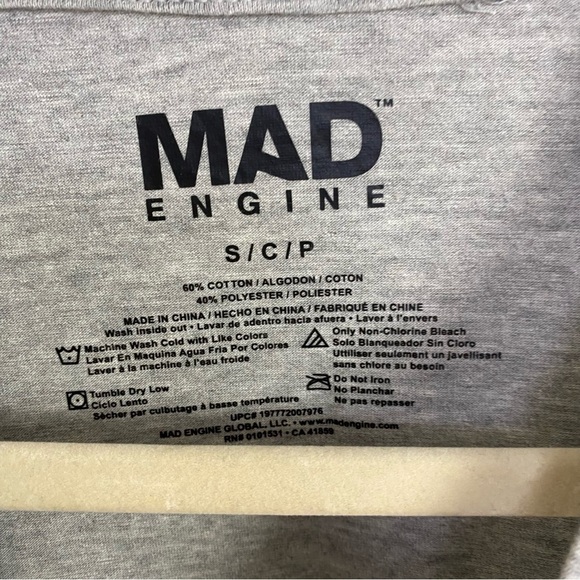 MAD™
ENGINE
S / C / P
60% COTTON / ALGODON / COTON
40% POLYESTER / POLIESTER
MADE IN CHINA / HECHO EN CHINA / FABRIQUÉ EN CHINE
Wash inside out • Lavar de adentro hacia afuera • Laver à l'envers
Machine Wash Cold with Like Colors
Lavar En Maquina Agua Fria Por Colores
Laver à la machine à l'eau froide
Only Non-Chlorine Bleach
Solo Blanqueador Sin Cloro
Utiliser seulement un javellisant
sans chlore au besoin
Tumble Dry Low
Ciclo Lento
Sècher par culbutage à basse température
Do Not Iron
No Planchar
Ne pas repasser
UPC# 197772007976
MAD ENGINE GLOBAL, LLC. • www.madengine.com
RN# 0101531 • CA 41859